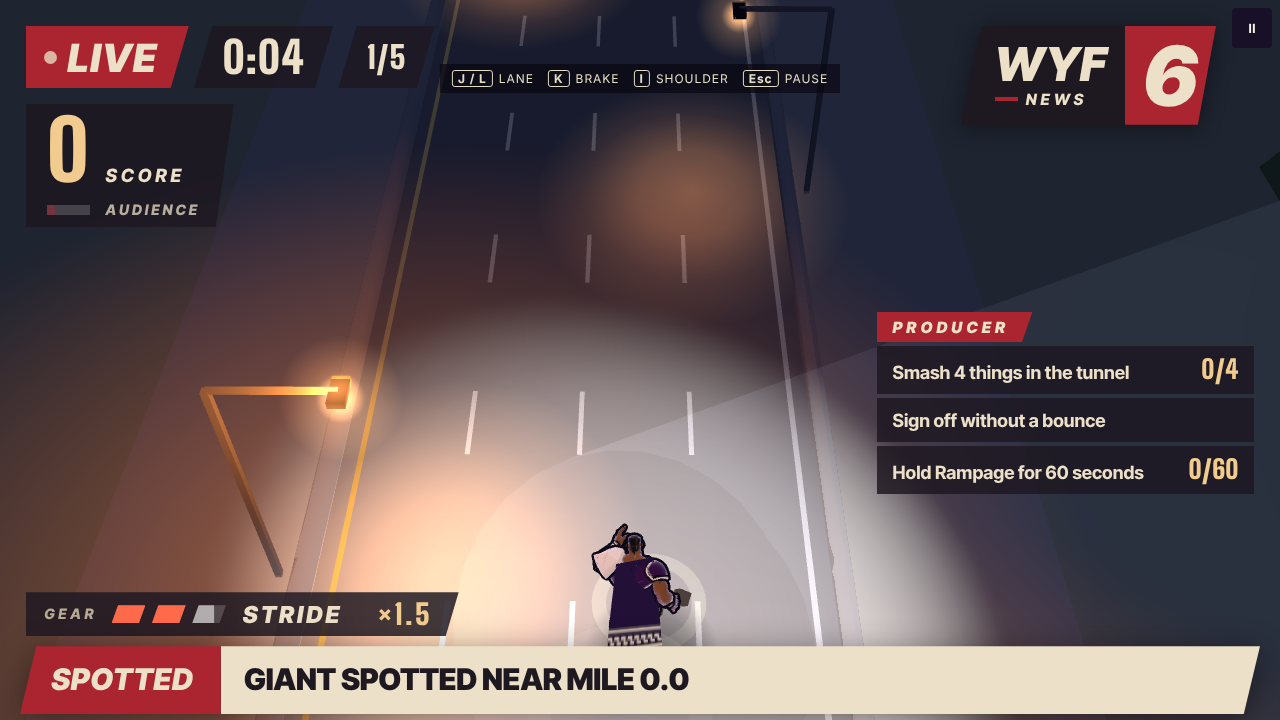 LIVE
0:04
1/5
J / L LANE K BRAKE I SHOULDER Esc PAUSE
WYF
NEWS
6
0 SCORE
AUDIENCE
PRODUCER
Smash 4 things in the tunnel 0/4
Sign off without a bounce
Hold Rampage for 60 seconds 0/60
GEAR STRIDE ×1.5
SPOTTED GIANT SPOTTED NEAR MILE 0.0